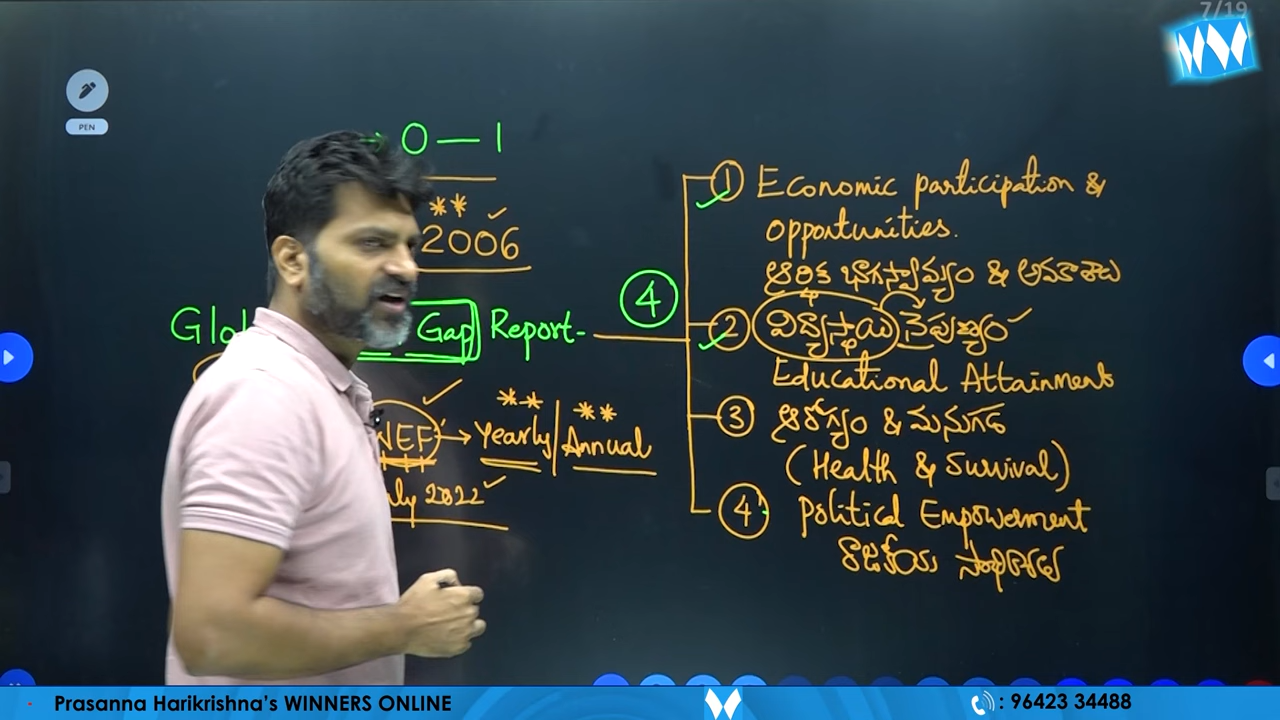 7/19
W
PEN
0 — 1
** ✓
2006
Gap Report-
4
WEF → Yearly | Annual
2022 ✓
① Economic participation &
opportunities.
ఆర్థిక భాగస్వామ్యం & అవకాశాలు
② విద్యాస్థాయి నైపుణ్యం
Educational Attainment
③ ఆరోగ్యం & మనుగడ
(Health & Survival)
④ Political Empowerment
రాజకీయ సాధికారత
Prasanna Harikrishna's WINNERS ONLINE
: 96423 34488